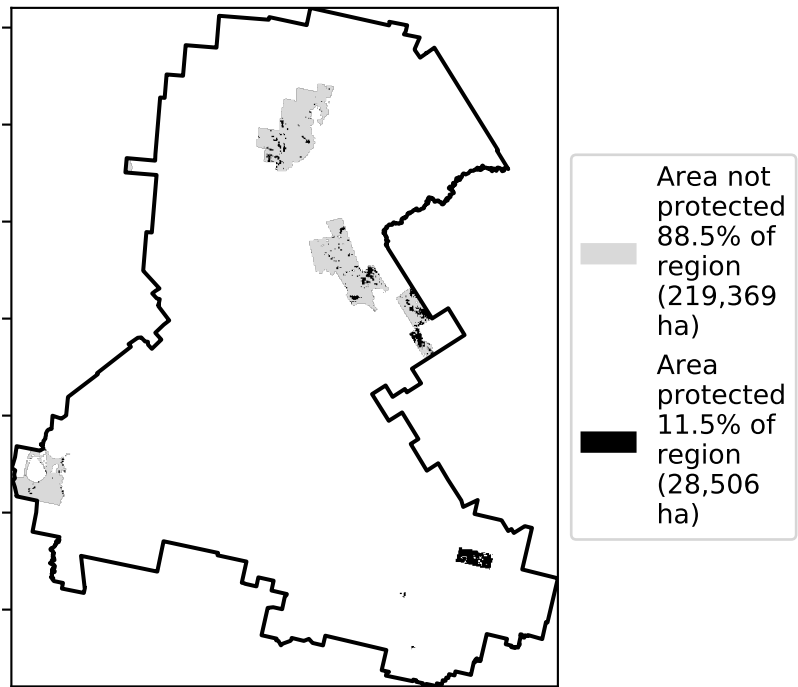 Area not
protected
88.5% of
region
(219,369
ha)
Area
protected
11.5% of
region
(28,506
ha)